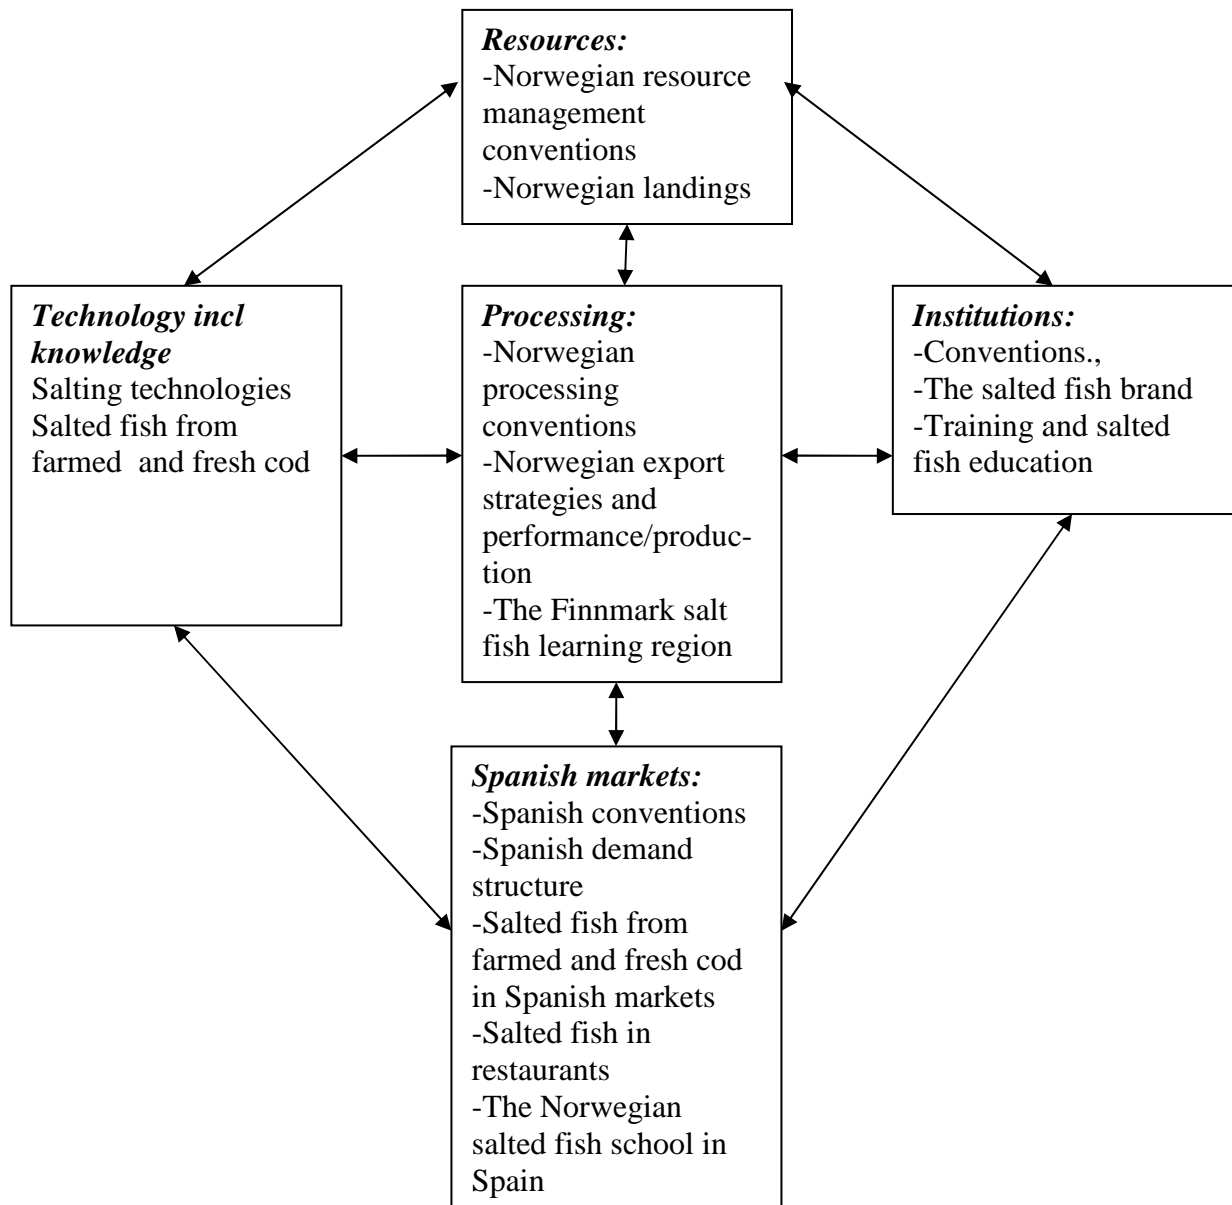 Resources:
-Norwegian resource
management
conventions
-Norwegian landings
Technology incl
knowledge
Salting technologies
Salted fish from
farmed  and fresh cod
Processing:
-Norwegian
processing
conventions
-Norwegian export
strategies and
performance/produc-
tion
-The Finnmark salt
fish learning region
Institutions:
-Conventions.,
-The salted fish brand
-Training and salted
fish education
Spanish markets:
-Spanish conventions
-Spanish demand
structure
-Salted fish from
farmed and fresh cod
in Spanish markets
-Salted fish in
restaurants
-The Norwegian
salted fish school in
Spain